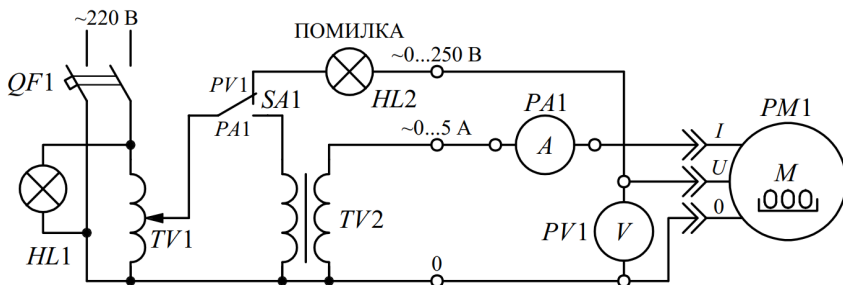 ~220 В
ПОМИЛКА
QF1
PV1
SA1
PA1
HL2
~0...250 В
~0...5 А
PA1
A
I
U
0
PM1
M
HL1
TV1
TV2
0
PV1
V